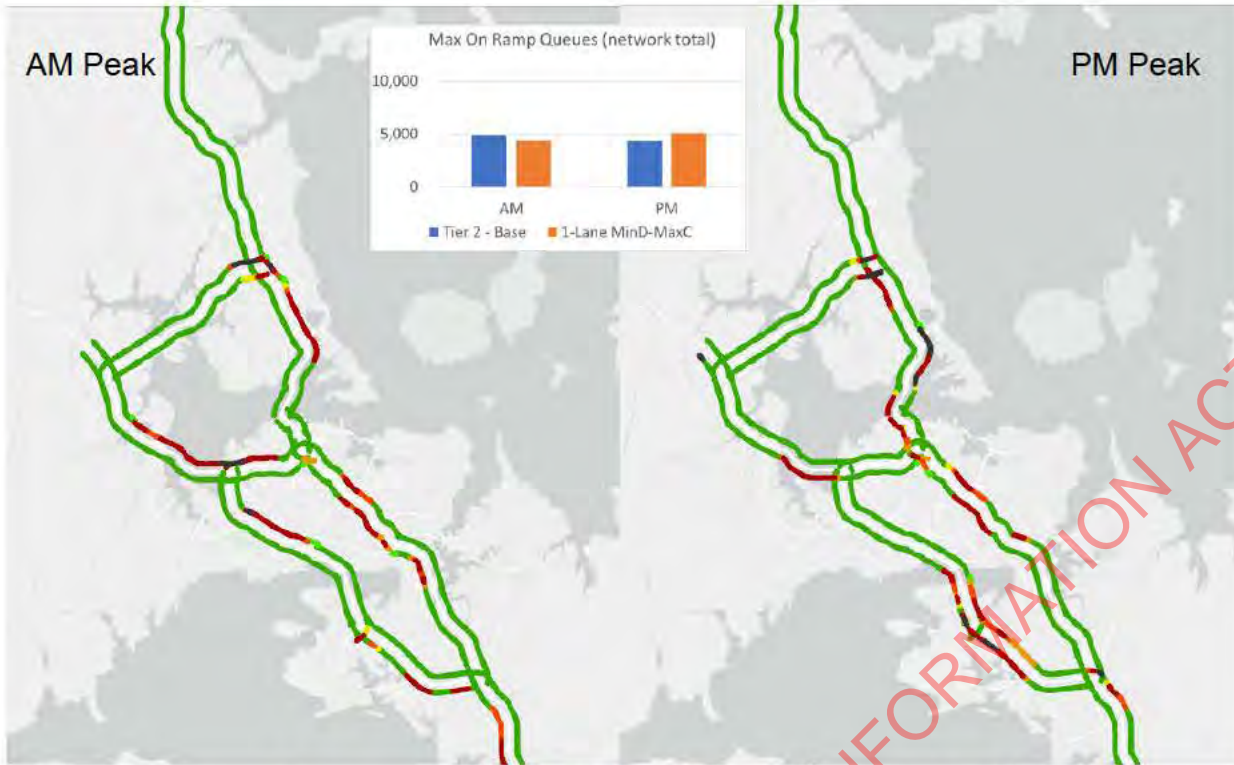 AM Peak
Max On Ramp Queues (network total)
10,000
5,000
0
AM
PM
Tier 2 - Base
1-Lane MinD-MaxC
PM Peak
INFORMATION ACT